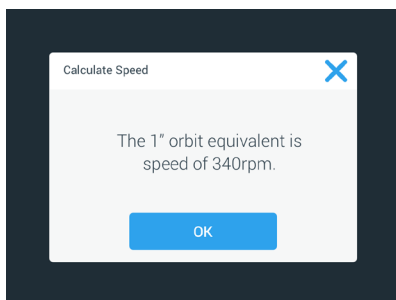 Calculate Speed
The 1” orbit equivalent is
speed of 340rpm.
OK